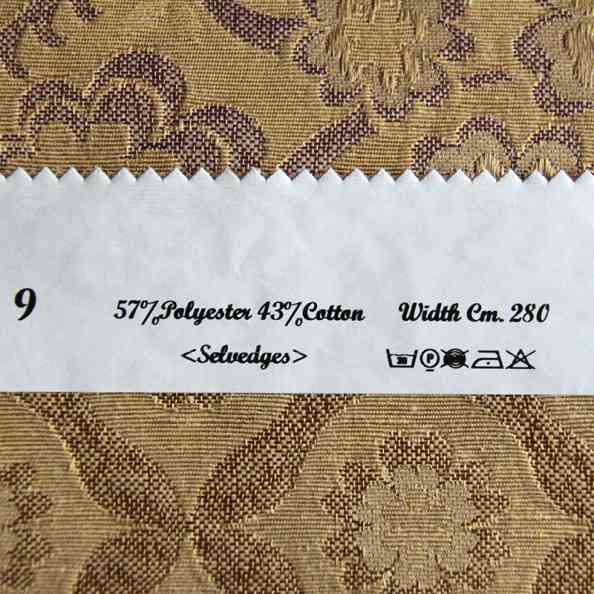 9 57%Polyester 43%Cotton Width Cm. 280
<Selvedges>
P